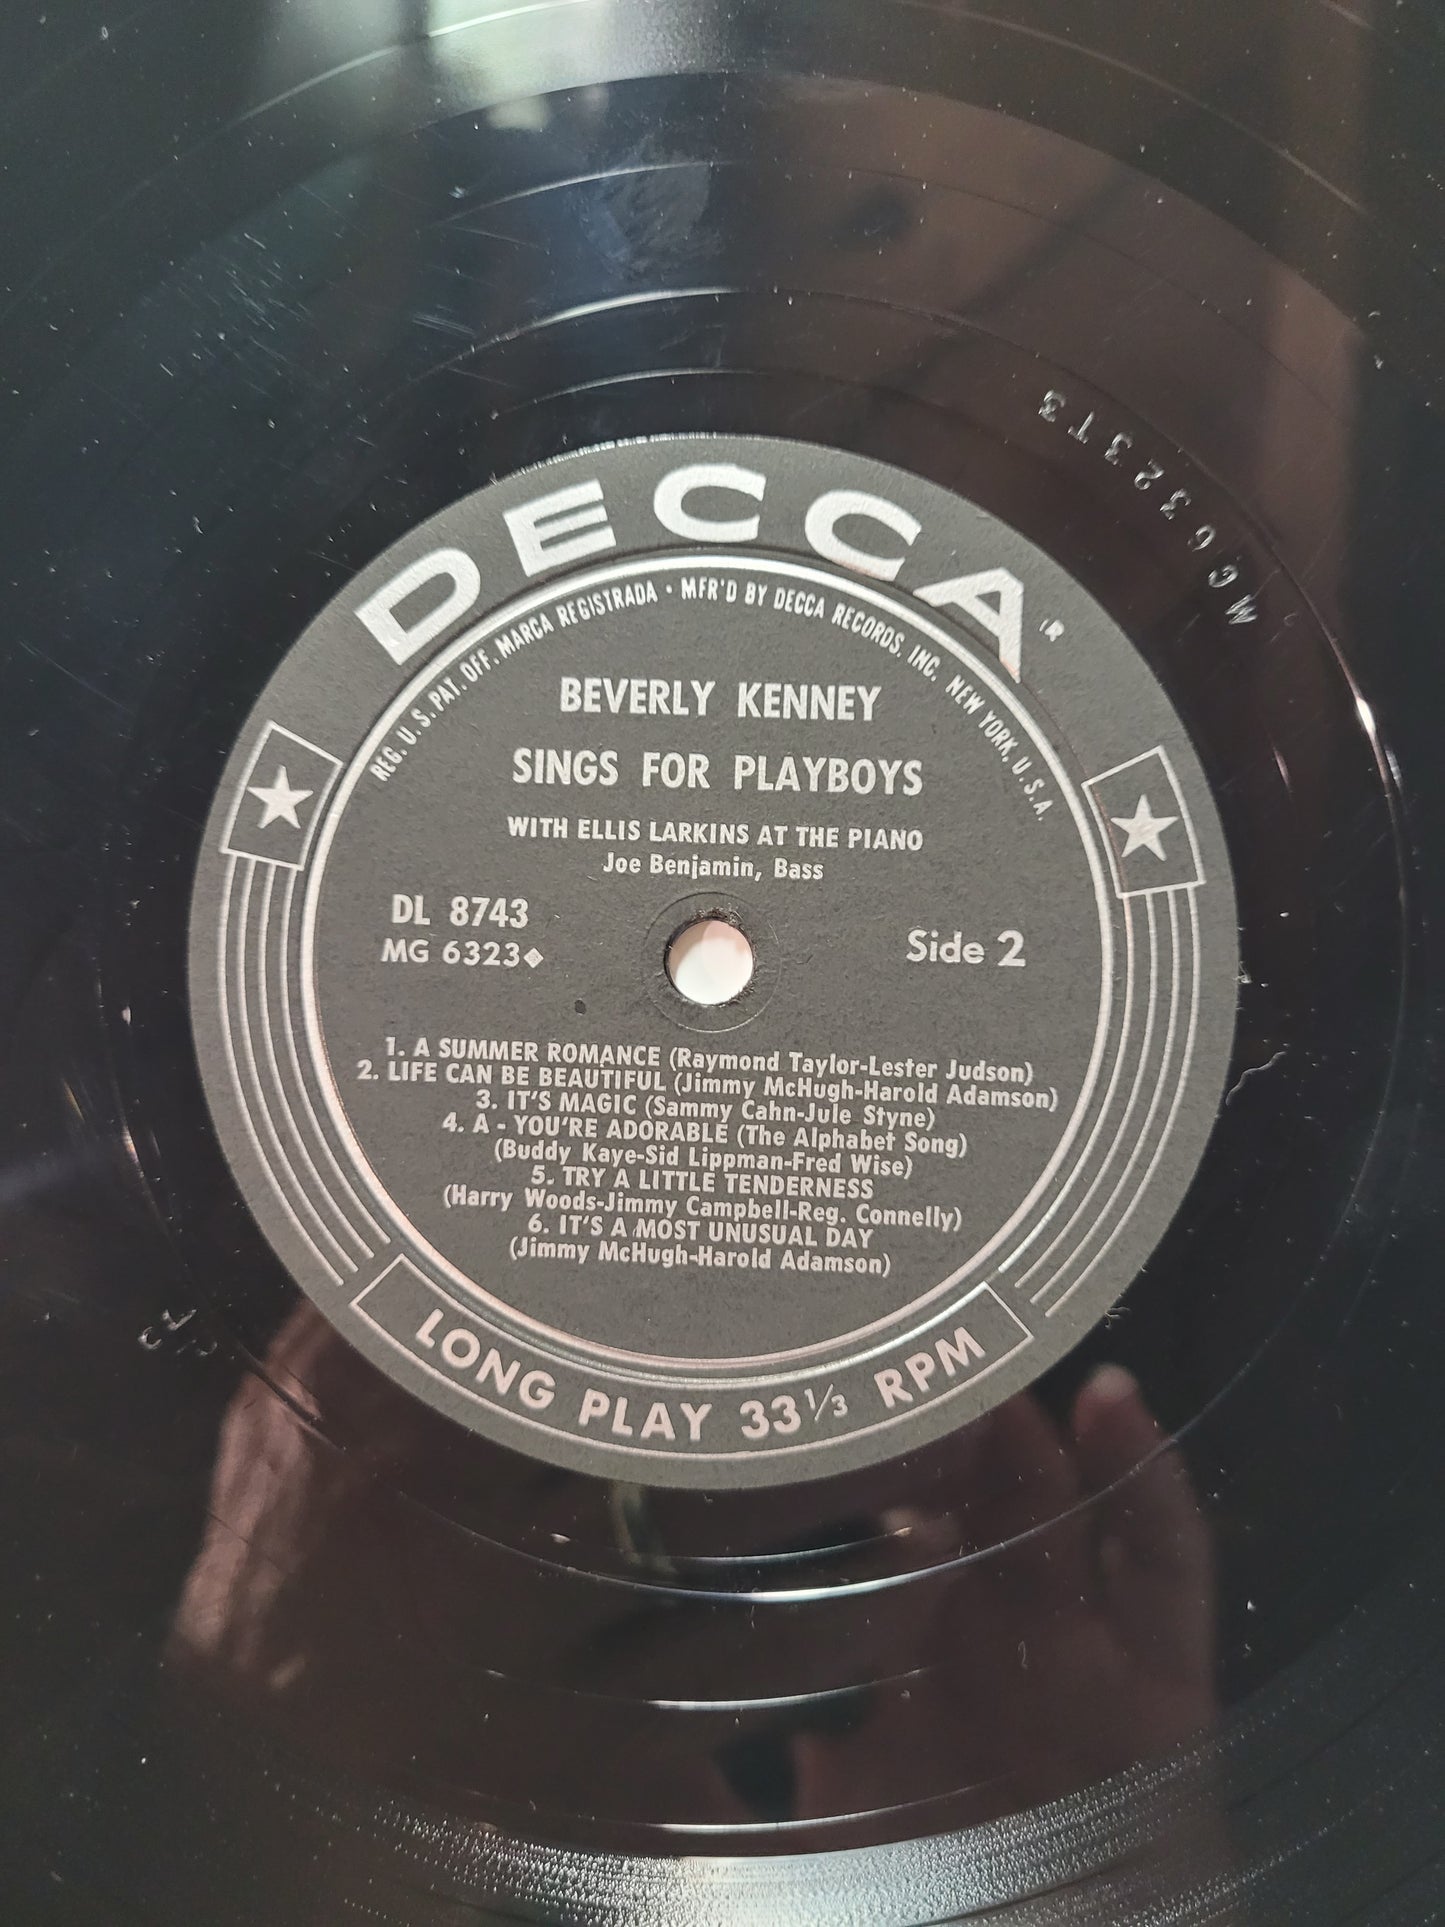 DECCA
REG. U.S. PAT. OFF. MARCA REGISTRADA • MFR'D BY DECCA RECORDS, INC. NEW YORK, U.S.A.
BEVERLY KENNEY
SINGS FOR PLAYBOYS
WITH ELLIS LARKINS AT THE PIANO
Joe Benjamin, Bass
DL 8743
MG 6323
Side 2
1. A SUMMER ROMANCE (Raymond Taylor-Lester Judson)
2. LIFE CAN BE BEAUTIFUL (Jimmy McHugh-Harold Adamson)
3. IT'S MAGIC (Sammy Cahn-Jule Styne)
4. A - YOU'RE ADORABLE (The Alphabet Song)
(Buddy Kaye-Sid Lippman-Fred Wise)
5. TRY A LITTLE TENDERNESS
(Harry Woods-Jimmy Campbell-Reg. Connelly)
6. IT'S A MOST UNUSUAL DAY
(Jimmy McHugh-Harold Adamson)
LONG PLAY 33 1/3 RPM
MG6323T3